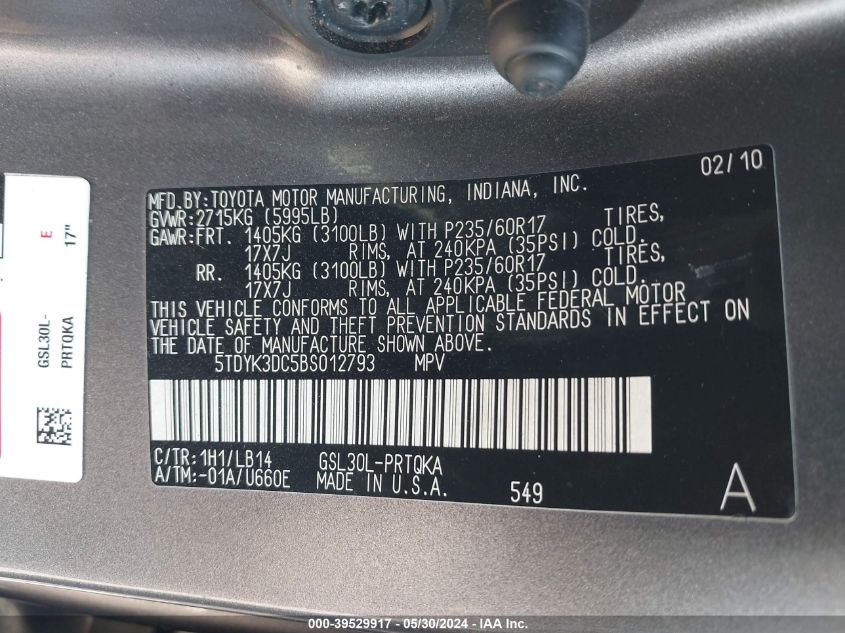 02/10
MFD.BY:TOYOTA MOTOR MANUFACTURING, INDIANA, INC.
GVWR:2715KG (5995LB)
GAWR:FRT. 1405KG (3100LB) WITH P235/60R17 TIRES,
17X7J RIMS, AT 240KPA (35PSI) COLD.
RR. 1405KG (3100LB) WITH P235/60R17 TIRES,
17X7J RIMS, AT 240KPA (35PSI) COLD.
THIS VEHICLE CONFORMS TO ALL APPLICABLE FEDERAL MOTOR
VEHICLE SAFETY AND THEFT PREVENTION STANDARDS IN EFFECT ON
THE DATE OF MANUFACTURE SHOWN ABOVE.
5TDYK3DC5BS012793 MPV
C/TR:1H1/LB14 GSL30L-PRTQKA
A/TM:-01A/U660E MADE IN U.S.A. 549 A
E
17"
GSL30L-
PRTQKA
000-39529917 - 05/30/2024 - IAA Inc.